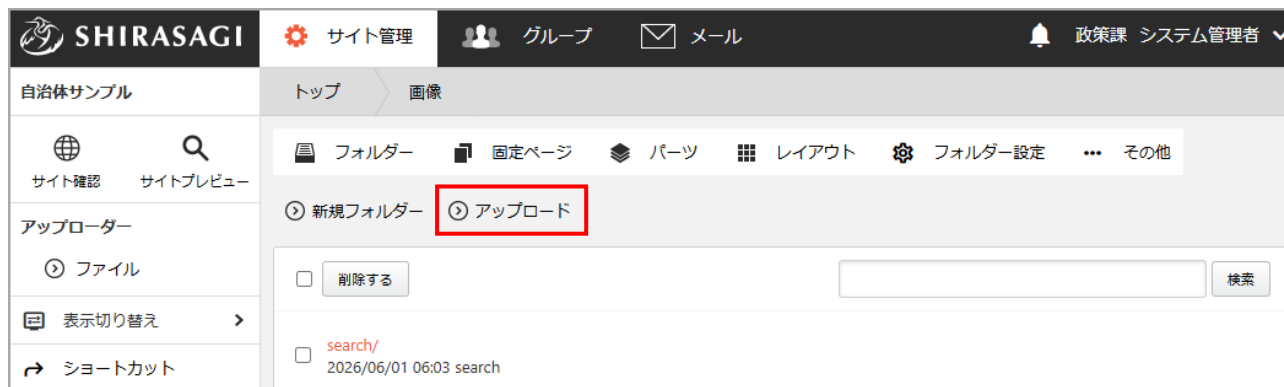 SHIRASAGI サイト管理 グループ メール 政策課 システム管理者
自治体サンプル トップ 画像
フォルダー 固定ページ パーツ レイアウト フォルダー設定 ••• その他
サイト確認 サイトプレビュー
新規フォルダー アップロード
アップローダー
ファイル
削除する 検索
表示切り替え
search/
2026/06/01 06:03 search
ショートカット